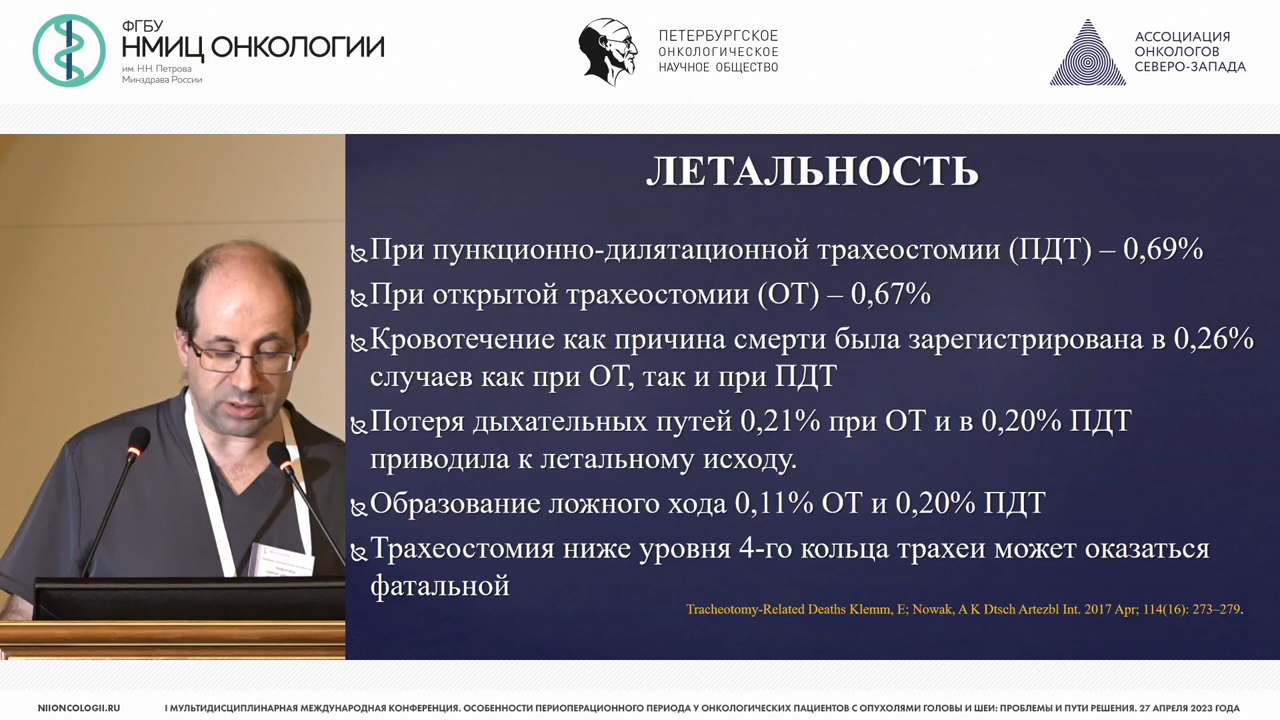 ФГБУ
НМИЦ ОНКОЛОГИИ
им. Н.Н. Петрова
Минздрава России
ПЕТЕРБУРГСКОЕ
ОНКОЛОГИЧЕСКОЕ
НАУЧНОЕ ОБЩЕСТВО
АССОЦИАЦИЯ
ОНКОЛОГОВ
СЕВЕРО-ЗАПАДА
ЛЕТАЛЬНОСТЬ
При пункционно-дилятационной трахеостомии (ПДТ) – 0,69%
При открытой трахеостомии (ОТ) – 0,67%
Кровотечение как причина смерти была зарегистрирована в 0,26%
случаев как при ОТ, так и при ПДТ
Потеря дыхательных путей 0,21% при ОТ и в 0,20% ПДТ
приводила к летальному исходу.
Образование ложного хода 0,11% ОТ и 0,20% ПДТ
Трахеостомия ниже уровня 4-го кольца трахеи может оказаться
фатальной
Tracheotomy-Related Deaths Klemm, E; Nowak, A K Dtsch Artezbl Int. 2017 Apr; 114(16): 273–279.
NIIONCOLOGII.RU
I МУЛЬТИДИСЦИПЛИНАРНАЯ МЕЖДУНАРОДНАЯ КОНФЕРЕНЦИЯ. ОСОБЕННОСТИ ПЕРИОПЕРАЦИОННОГО ПЕРИОДА У ОНКОЛОГИЧЕСКИХ ПАЦИЕНТОВ С ОПУХОЛЯМИ ГОЛОВЫ И ШЕИ: ПРОБЛЕМЫ И ПУТИ РЕШЕНИЯ. 27 АПРЕЛЯ 2023 ГОДА